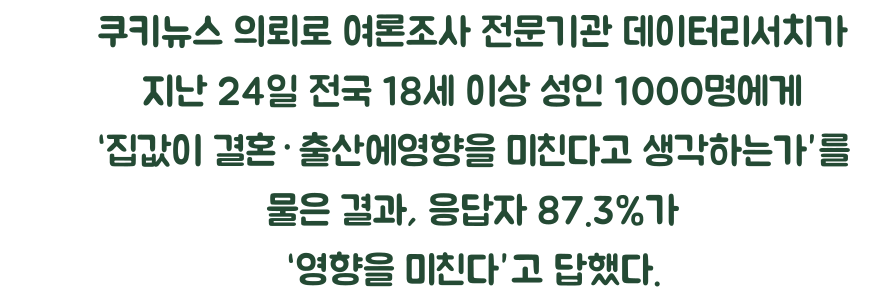 쿠키뉴스 의뢰로 여론조사 전문기관 데이터리서치가
지난 24일 전국 18세 이상 성인 1000명에게
‘집값이 결혼·출산에영향을 미친다고 생각하는가’를
물은 결과, 응답자 87.3%가
‘영향을 미친다’고 답했다.